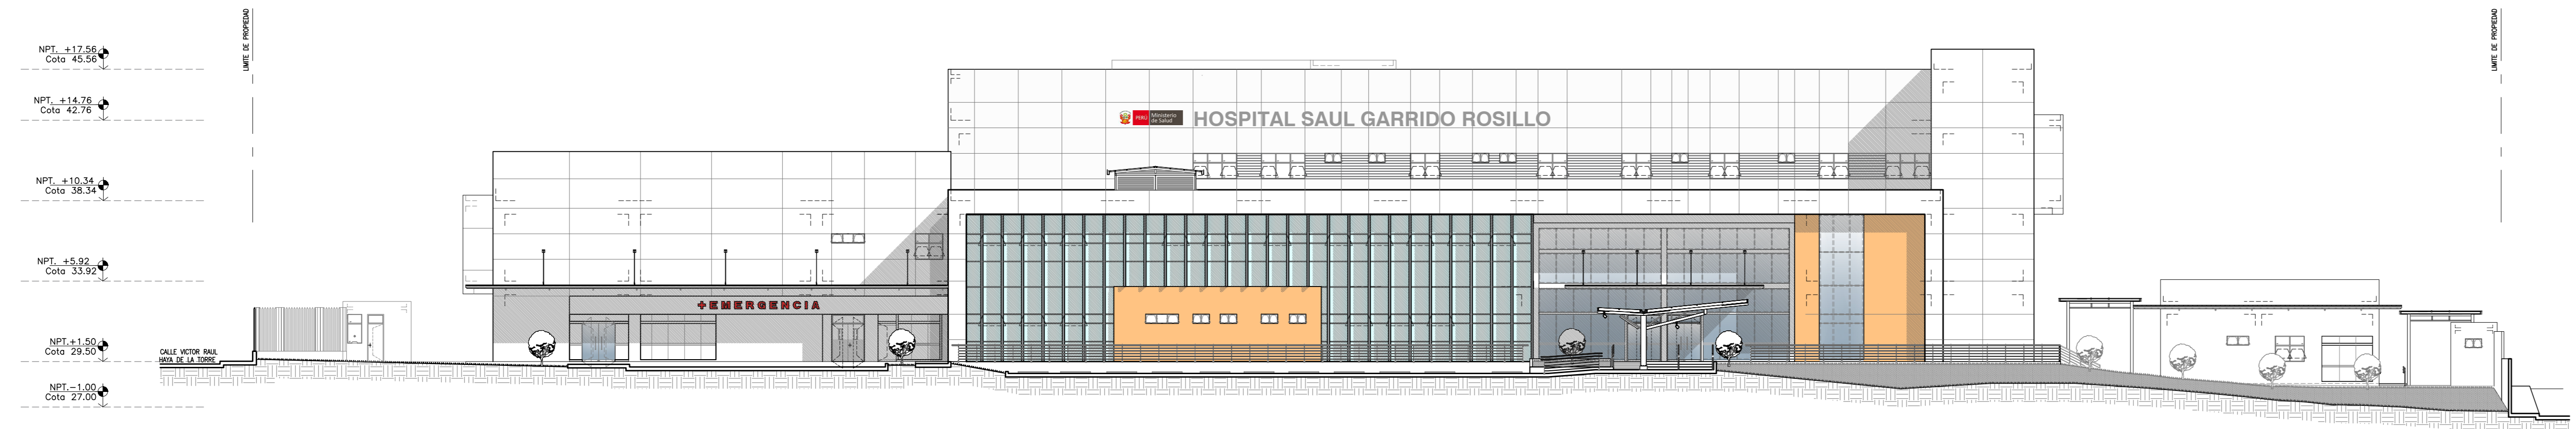 LIMITE DE PROPIEDAD
LIMITE DE PROPIEDAD
NPT. +17.56
Cota 45.56
NPT. +14.76
Cota 42.76
PERÚ Ministerio
de Salud
HOSPITAL SAUL GARRIDO ROSILLO
NPT. +10.34
Cota 38.34
NPT. +5.92
Cota 33.92
+EMERGENCIA
NPT.+1.50
Cota 29.50
CALLE VICTOR RAUL
HAYA DE LA TORRE
NPT.-1.00
Cota 27.00